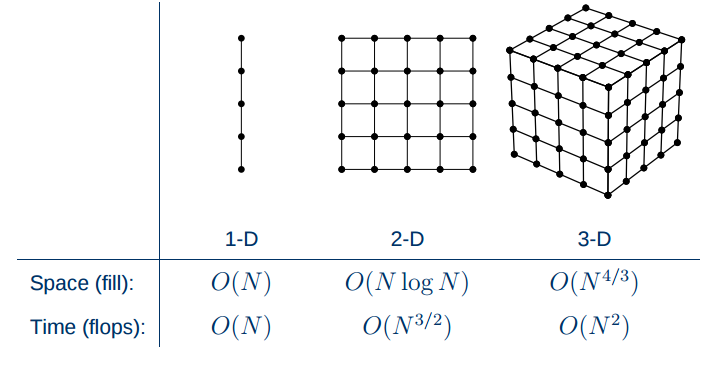 1-D 2-D 3-D
Space (fill): O(N) O(N log N) O(N^{4/3})
Time (flops): O(N) O(N^{3/2}) O(N^2)